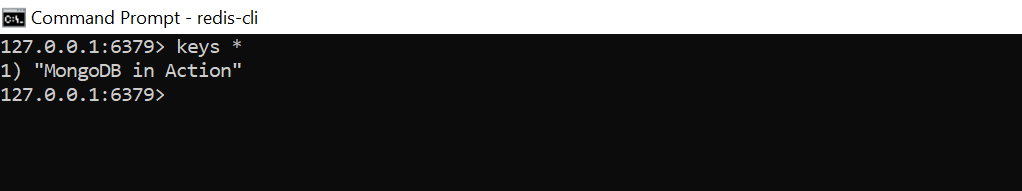 Command Prompt - redis-cli
127.0.0.1:6379> keys *
1) "MongoDB in Action"
127.0.0.1:6379>